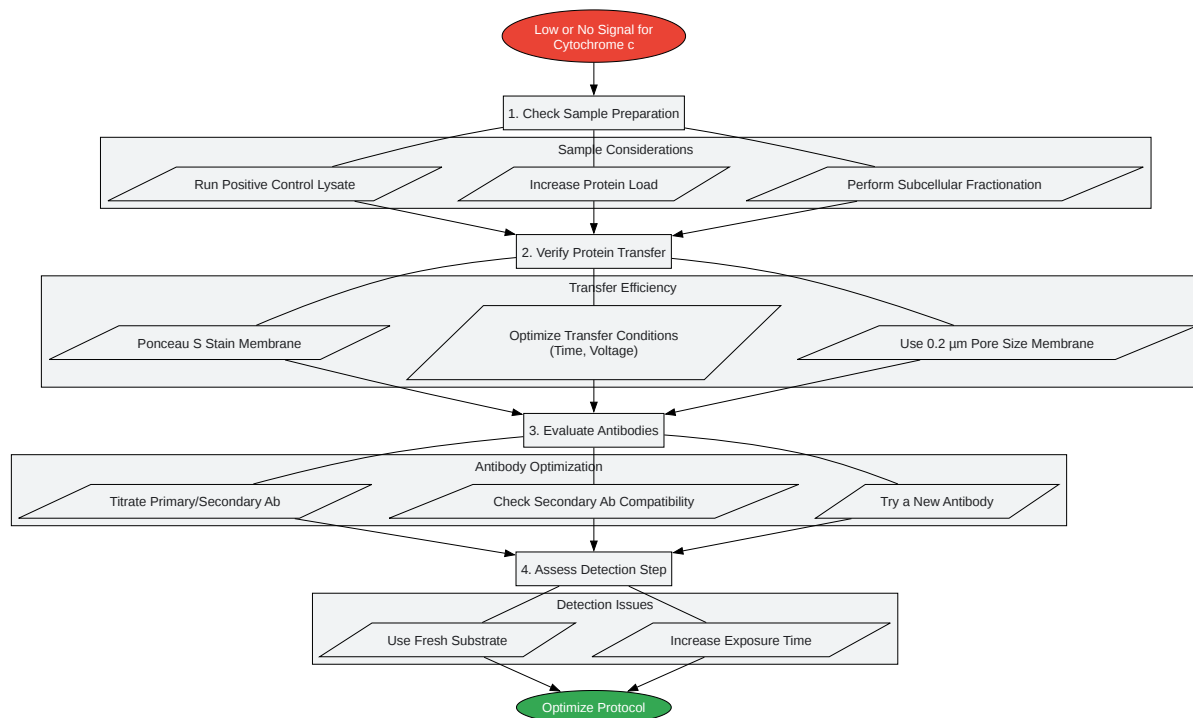 Low or No Signal for
Cytochrome c
1. Check Sample Preparation
Sample Considerations
Run Positive Control Lysate
Increase Protein Load
Perform Subcellular Fractionation
2. Verify Protein Transfer
Transfer Efficiency
Ponceau S Stain Membrane
Optimize Transfer Conditions
(Time, Voltage)
Use 0.2 µm Pore Size Membrane
3. Evaluate Antibodies
Antibody Optimization
Titrate Primary/Secondary Ab
Check Secondary Ab Compatibility
Try a New Antibody
4. Assess Detection Step
Detection Issues
Use Fresh Substrate
Increase Exposure Time
Optimize Protocol